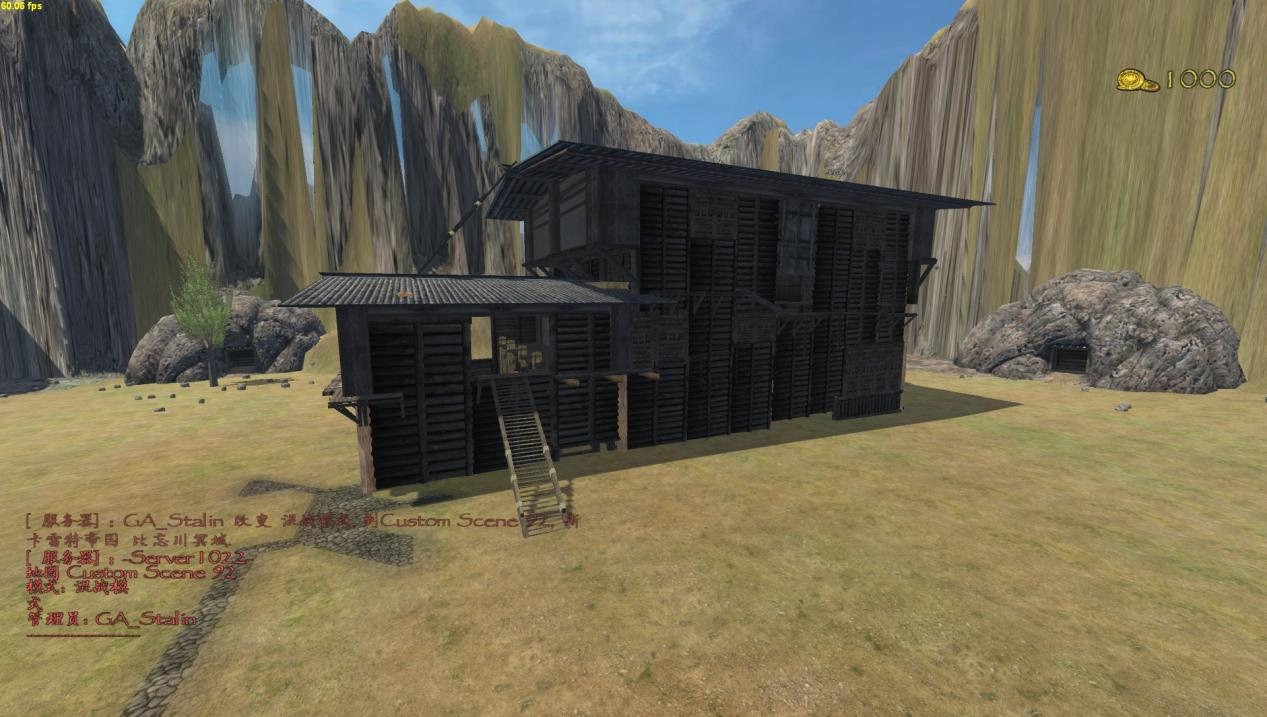 60.06 fps
1000
[ 服务器] : GA_Stalin 改变 混战模式 到Custom Scene 92, 斯
卡雷特帝国 比忘川冥城.
[ 服务器] : -Server1022.
地图 Custom Scene 92,
模式: 混战模
式
管理員: GA_Stalin